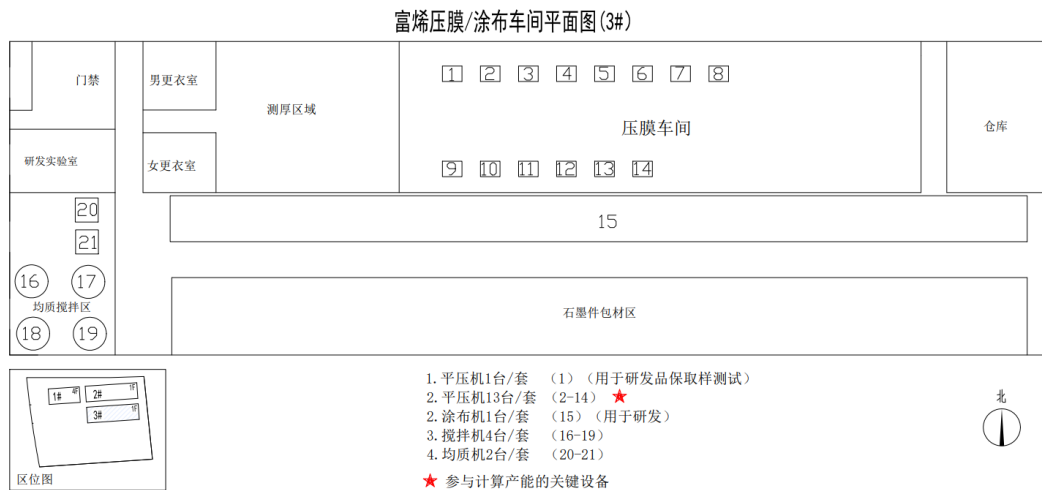 富烯压膜/涂布车间平面图(3#)
门禁
男更衣室
测厚区域
1 2 3 4 5 6 7 8
压膜车间
仓库
研发实验室
女更衣室
9 10 11 12 13 14
20
21
15
16 17
均质搅拌区
18 19
石墨件包材区
1.平压机1台/套 （1）（用于研发品保取样测试）
2.平压机13台/套 （2-14）
2.涂布机1台/套 （15）（用于研发）
3.搅拌机4台/套 （16-19）
4.均质机2台/套 （20-21）
参与计算产能的关键设备
北
1# 4F
2# 1F
3# 1F
区位图